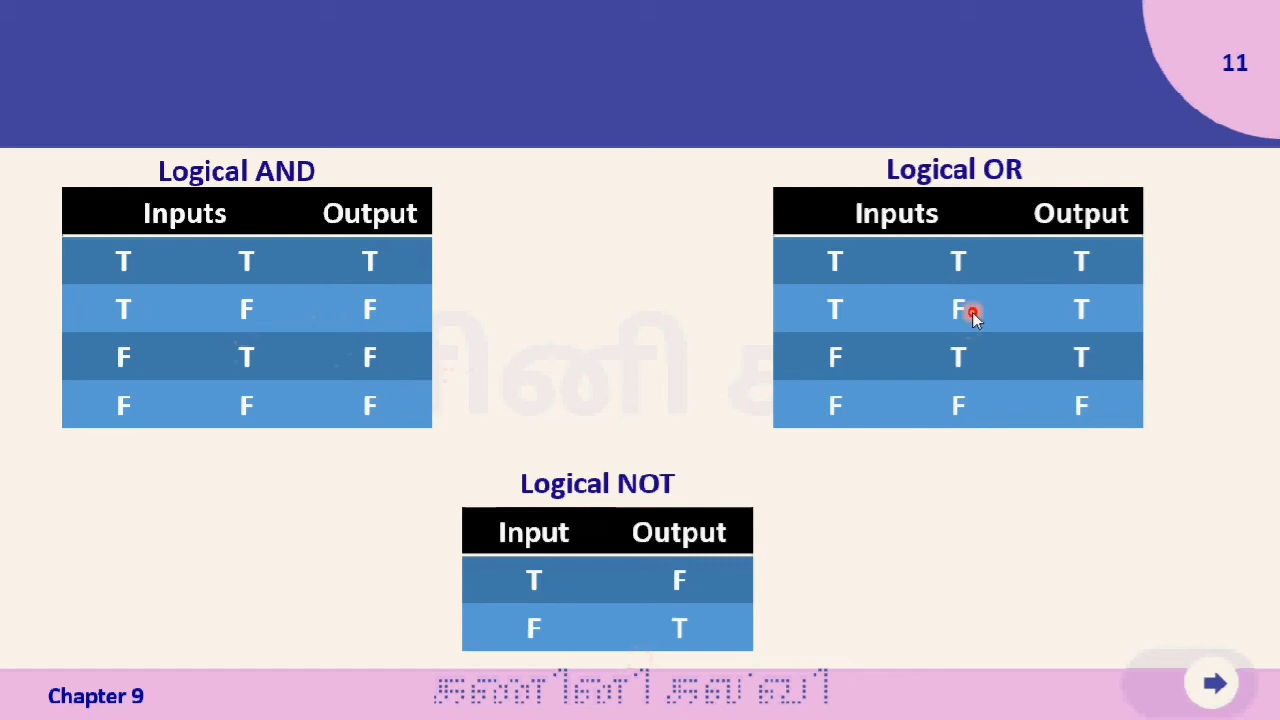 11
Logical AND
Inputs Output
T T T
T F F
F T F
F F F
Logical OR
Inputs Output
T T T
T F T
F T T
F F F
Logical NOT
Input Output
T F
F T
Chapter 9